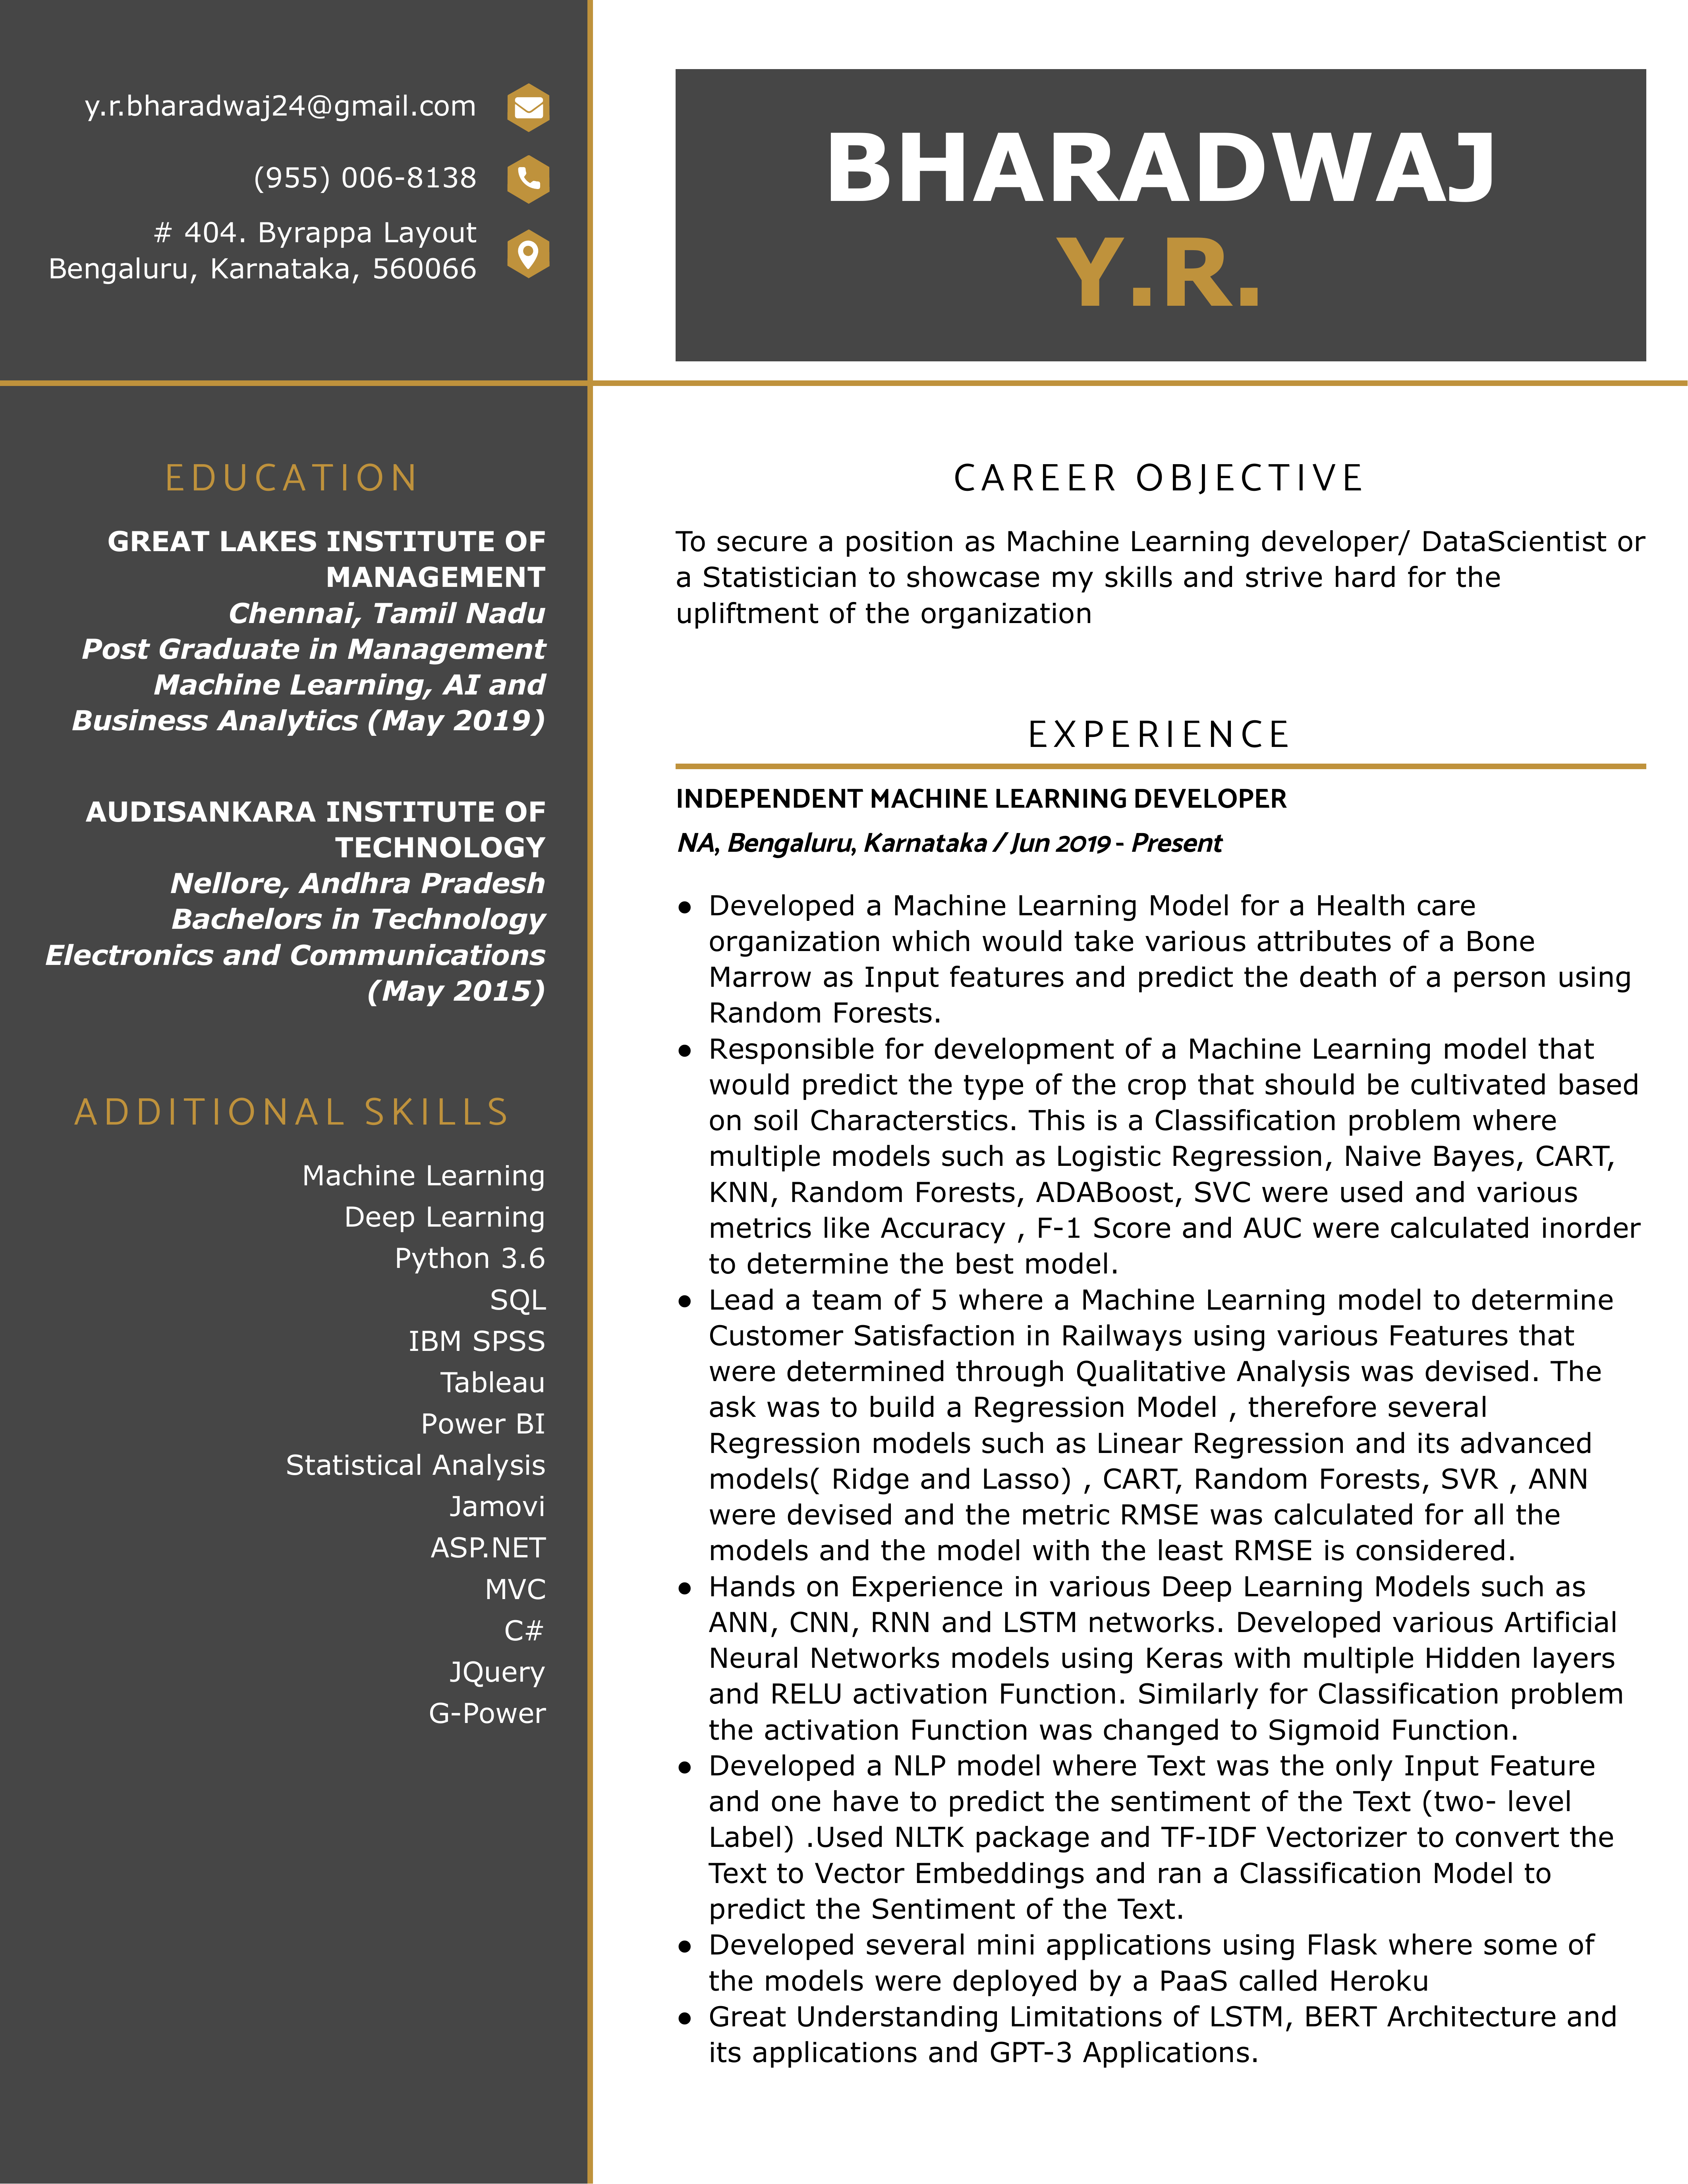 y.r.bharadwaj24@gmail.com
(955) 006-8138
# 404. Byrappa Layout
Bengaluru, Karnataka, 560066
BHARADWAJ
Y.R.
EDUCATION
GREAT LAKES INSTITUTE OF
MANAGEMENT
Chennai, Tamil Nadu
Post Graduate in Management
Machine Learning, AI and
Business Analytics (May 2019)
AUDISANKARA INSTITUTE OF
TECHNOLOGY
Nellore, Andhra Pradesh
Bachelors in Technology
Electronics and Communications
(May 2015)
ADDITIONAL SKILLS
Machine Learning
Deep Learning
Python 3.6
SQL
IBM SPSS
Tableau
Power BI
Statistical Analysis
Jamovi
ASP.NET
MVC
C#
JQuery
G-Power
CAREER OBJECTIVE
To secure a position as Machine Learning developer/ DataScientist or
a Statistician to showcase my skills and strive hard for the
upliftment of the organization
EXPERIENCE
INDEPENDENT MACHINE LEARNING DEVELOPER
NA, Bengaluru, Karnataka / Jun 2019 - Present
● Developed a Machine Learning Model for a Health care
organization which would take various attributes of a Bone
Marrow as Input features and predict the death of a person using
Random Forests.
● Responsible for development of a Machine Learning model that
would predict the type of the crop that should be cultivated based
on soil Characterstics. This is a Classification problem where
multiple models such as Logistic Regression, Naive Bayes, CART,
KNN, Random Forests, ADABoost, SVC were used and various
metrics like Accuracy , F-1 Score and AUC were calculated inorder
to determine the best model.
● Lead a team of 5 where a Machine Learning model to determine
Customer Satisfaction in Railways using various Features that
were determined through Qualitative Analysis was devised. The
ask was to build a Regression Model , therefore several
Regression models such as Linear Regression and its advanced
models( Ridge and Lasso) , CART, Random Forests, SVR , ANN
were devised and the metric RMSE was calculated for all the
models and the model with the least RMSE is considered.
● Hands on Experience in various Deep Learning Models such as
ANN, CNN, RNN and LSTM networks. Developed various Artificial
Neural Networks models using Keras with multiple Hidden layers
and RELU activation Function. Similarly for Classification problem
the activation Function was changed to Sigmoid Function.
● Developed a NLP model where Text was the only Input Feature
and one have to predict the sentiment of the Text (two- level
Label) .Used NLTK package and TF-IDF Vectorizer to convert the
Text to Vector Embeddings and ran a Classification Model to
predict the Sentiment of the Text.
● Developed several mini applications using Flask where some of
the models were deployed by a PaaS called Heroku
● Great Understanding Limitations of LSTM, BERT Architecture and
its applications and GPT-3 Applications.